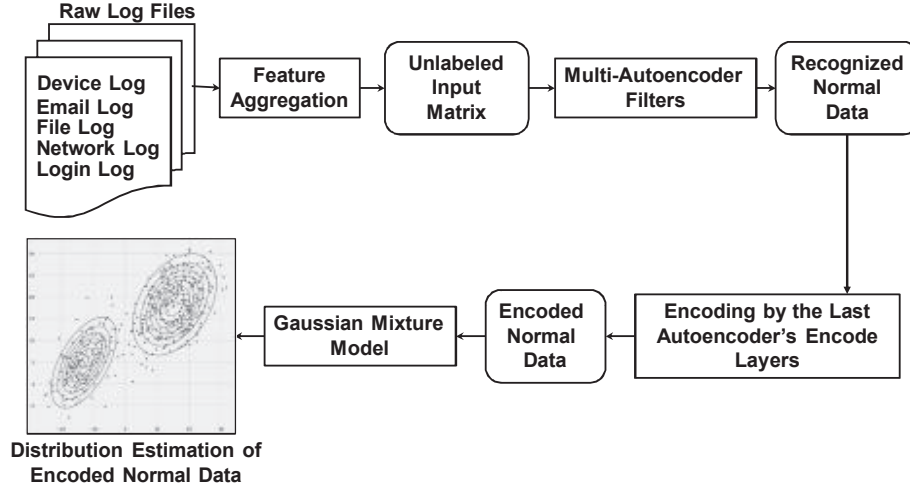 Raw Log Files
Device Log
Email Log
File Log
Network Log
Login Log
Feature
Aggregation
Unlabeled
Input
Matrix
Multi-Autoencoder
Filters
Recognized
Normal
Data
Encoding by the Last
Autoencoder's Encode
Layers
Encoded
Normal
Data
Gaussian Mixture
Model
Distribution Estimation of
Encoded Normal Data